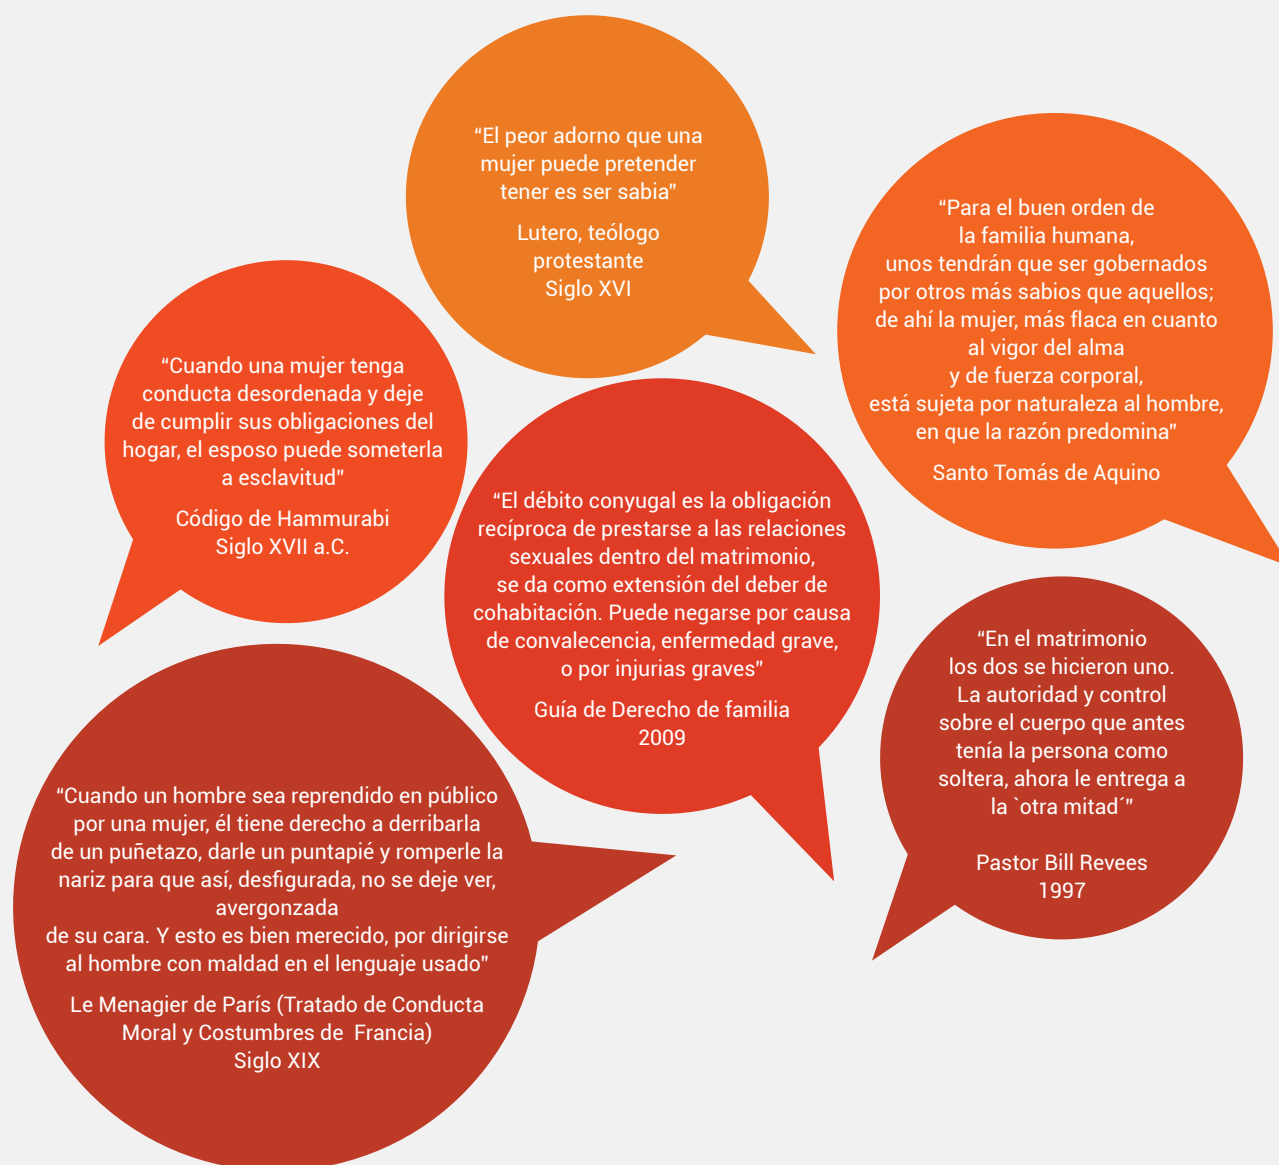 “El peor adorno que una
mujer puede pretender
tener es ser sabia”
Lutero, teólogo
protestante
Siglo XVI
“Para el buen orden de
la familia humana,
unos tendrán que ser gobernados
por otros más sabios que aquellos;
de ahí la mujer, más flaca en cuanto
al vigor del alma
y de fuerza corporal,
está sujeta por naturaleza al hombre,
en que la razón predomina”
Santo Tomás de Aquino
“Cuando una mujer tenga
conducta desordenada y deje
de cumplir sus obligaciones del
hogar, el esposo puede someterla
a esclavitud”
Código de Hammurabi
Siglo XVII a.C.
“El débito conyugal es la obligación
recíproca de prestarse a las relaciones
sexuales dentro del matrimonio,
se da como extensión del deber de
cohabitación. Puede negarse por causa
de convalecencia, enfermedad grave,
o por injurias graves”
Guía de Derecho de familia
2009
“En el matrimonio
los dos se hicieron uno.
La autoridad y control
sobre el cuerpo que antes
tenía la persona como
soltera, ahora le entrega a
la `otra mitad´”
Pastor Bill Revees
1997
“Cuando un hombre sea reprendido en público
por una mujer, él tiene derecho a derribarla
de un puñetazo, darle un puntapié y romperle la
nariz para que así, desfigurada, no se deje ver,
avergonzada
de su cara. Y esto es bien merecido, por dirigirse
al hombre con maldad en el lenguaje usado”
Le Menagier de París (Tratado de Conducta
Moral y Costumbres de Francia)
Siglo XIX